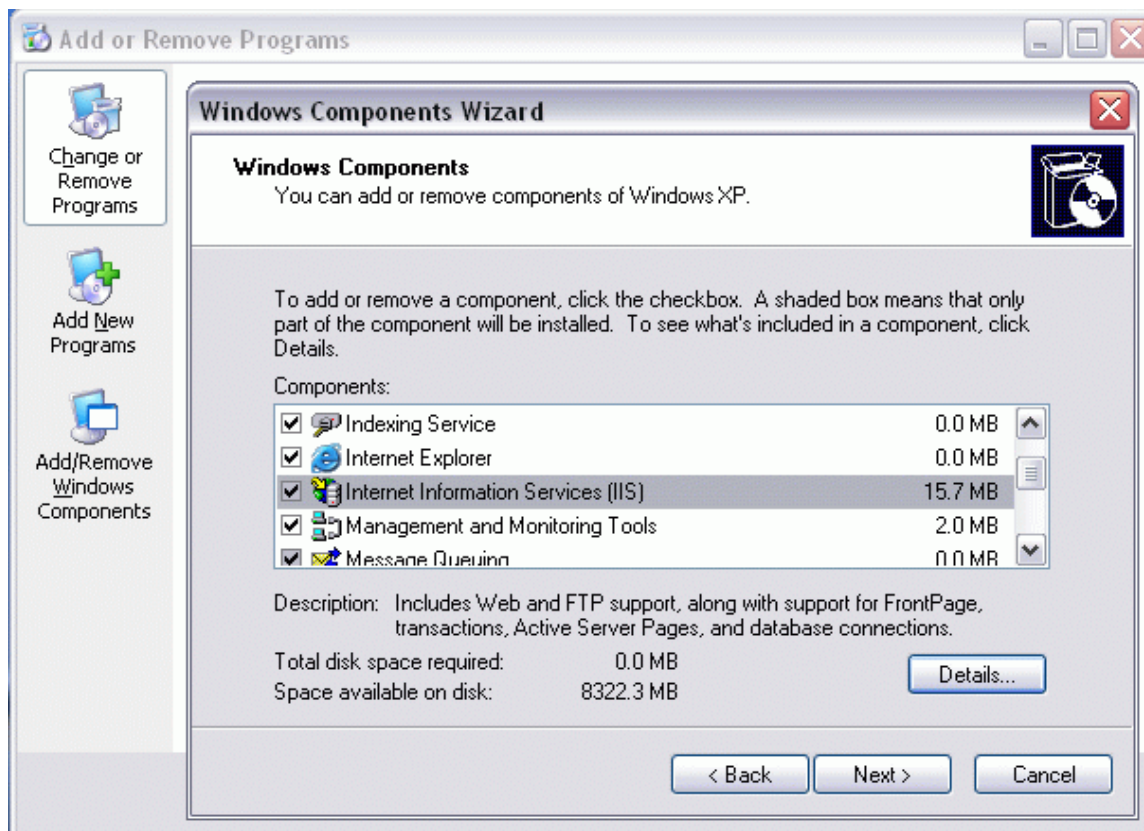 Add or Remove Programs
Change or
Remove
Programs
Add New
Programs
Add/Remove
Windows
Components
Windows Components Wizard
Windows Components
You can add or remove components of Windows XP.
To add or remove a component, click the checkbox. A shaded box means that only
part of the component will be installed. To see what's included in a component, click
Details.
Components:
Indexing Service 0.0 MB
Internet Explorer 0.0 MB
Internet Information Services (IIS) 15.7 MB
Management and Monitoring Tools 2.0 MB
Message Queuing 0.0 MB
Description: Includes Web and FTP support, along with support for FrontPage,
transactions, Active Server Pages, and database connections.
Total disk space required: 0.0 MB
Space available on disk: 8322.3 MB
Details...
< Back Next > Cancel